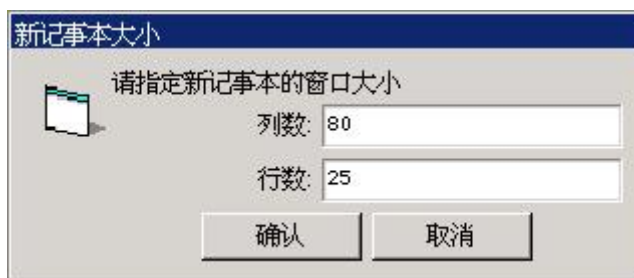 新记事本大小
请指定新记事本的窗口大小
列数: 80
行数: 25
确认 取消